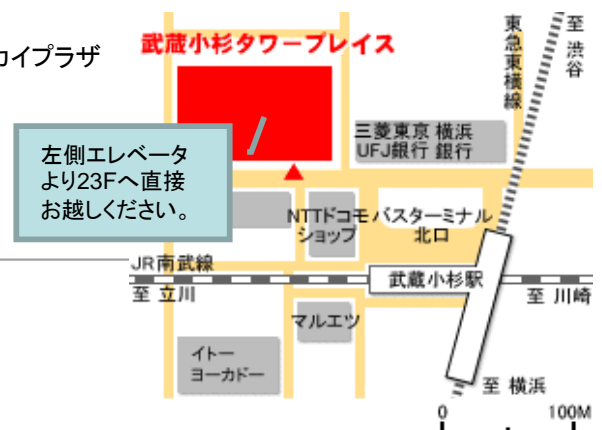 カイプラザ
武蔵小杉タワープレイス
東急東横線
至 渋谷
三菱東京 横浜
UFJ銀行 銀行
左側エレベータ
より23Fへ直接
お越しください。
NTTドコモ
ショップ
バスターミナル
北口
JR南武線
至 立川
武蔵小杉駅
至 川崎
マルエツ
イトー
ヨーカドー
至 横浜
0
100M